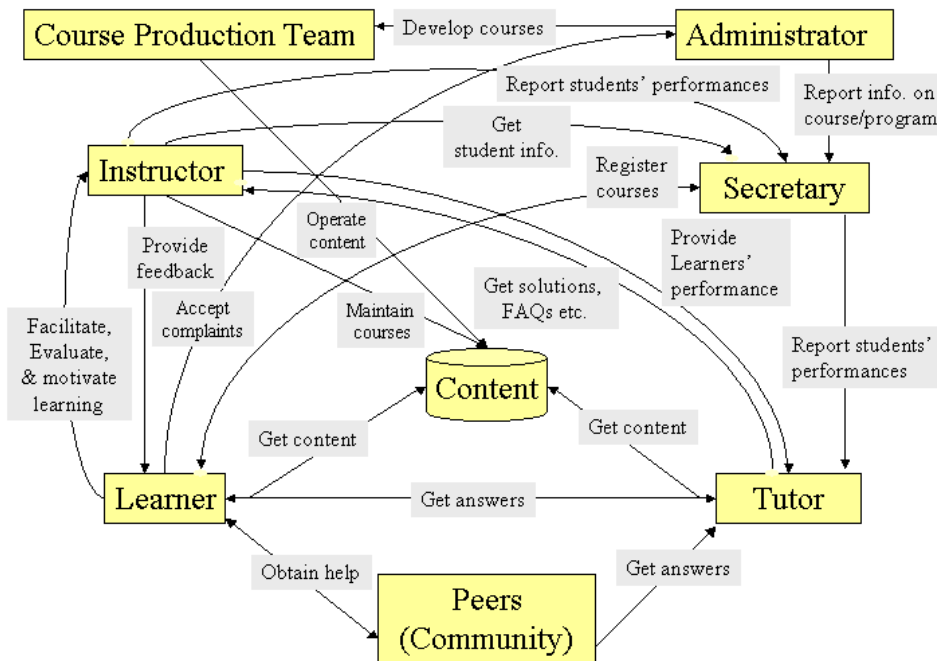 Course Production Team
Develop courses
Administrator
Report students’ performances
Report info. on
course/program
Get
student info.
Instructor
Register
courses
Secretary
Operate
content
Provide
feedback
Provide
Learners’
performance
Accept
complaints
Maintain
courses
Get solutions,
FAQs etc.
Facilitate,
Evaluate,
& motivate
learning
Report students’
performances
Content
Get content
Get content
Learner
Get answers
Tutor
Obtain help
Get answers
Peers
(Community)